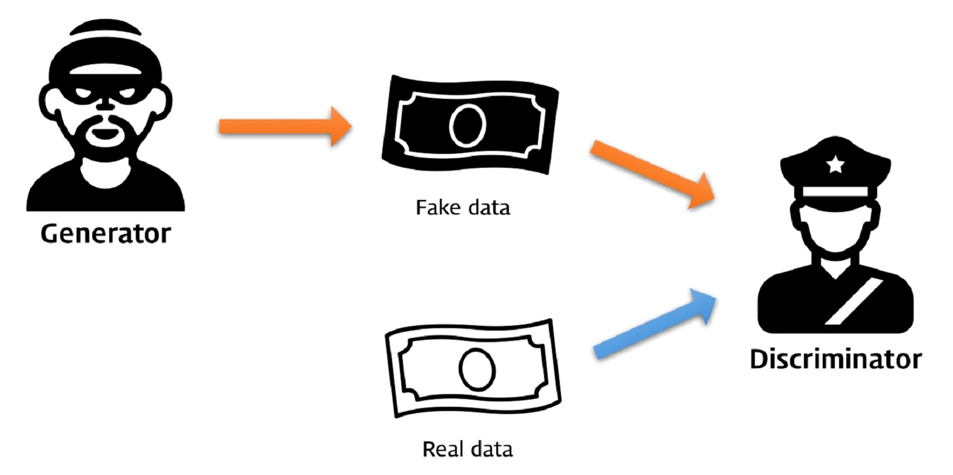 Generator
Fake data
Real data
Discriminator